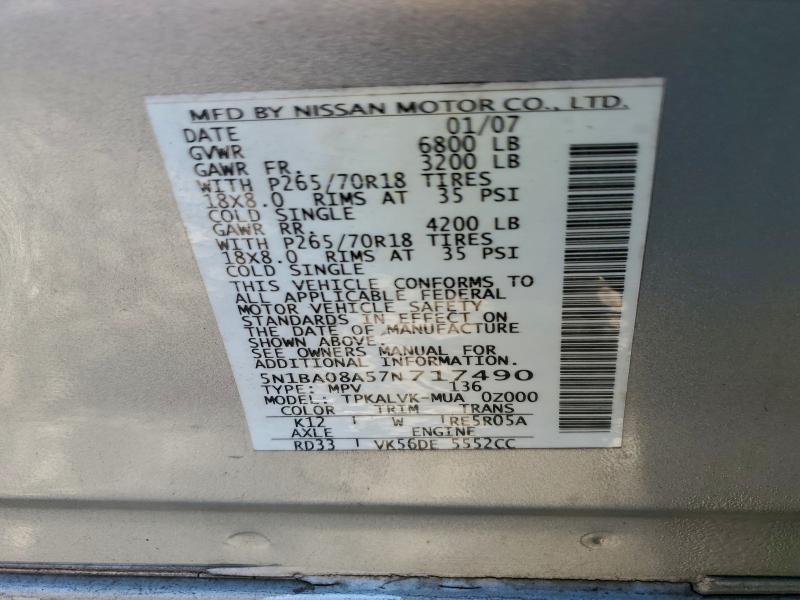 MFD BY NISSAN MOTOR CO., LTD.
DATE 01/07
GVWR 6800 LB
GAWR FR. 3200 LB
WITH P265/70R18 TIRES
18X8.0 RIMS AT 35 PSI
COLD SINGLE
GAWR RR. 4200 LB
WITH P265/70R18 TIRES
18X8.0 RIMS AT 35 PSI
COLD SINGLE
THIS VEHICLE CONFORMS TO
ALL APPLICABLE FEDERAL
MOTOR VEHICLE SAFETY
STANDARDS IN EFFECT ON
THE DATE OF MANUFACTURE
SHOWN ABOVE.
SEE OWNERS MANUAL FOR
ADDITIONAL INFORMATION.
5N1BA08A57N717490
TYPE: MPV 136
MODEL: TPKALVK-MUA 0Z000
COLOR TRIM TRANS
K12 W RE5R05A
AXLE ENGINE
RD33 VK56DE 5552CC